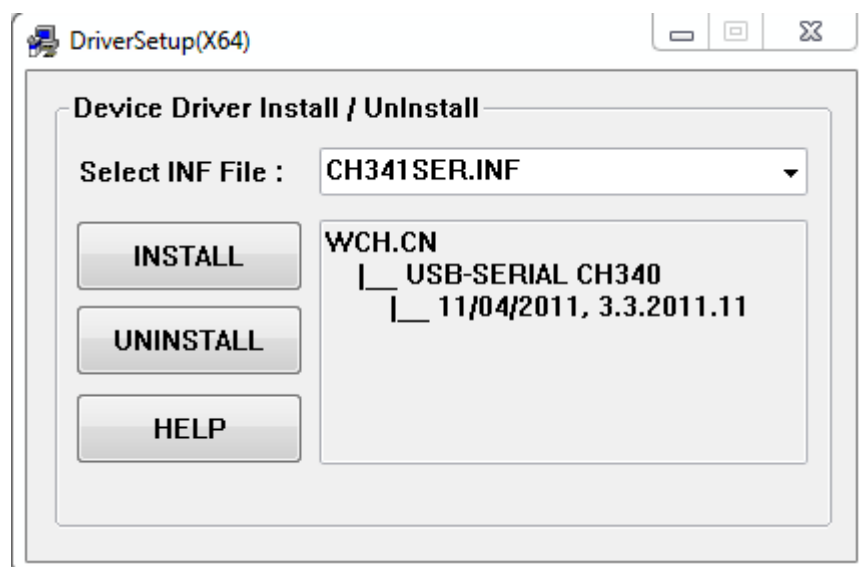 DriverSetup(X64)
Device Driver Install / UnInstall
Select INF File :
CH341SER.INF
INSTALL
UNINSTALL
HELP
WCH.CN
|__ USB-SERIAL CH340
|__ 11/04/2011, 3.3.2011.11